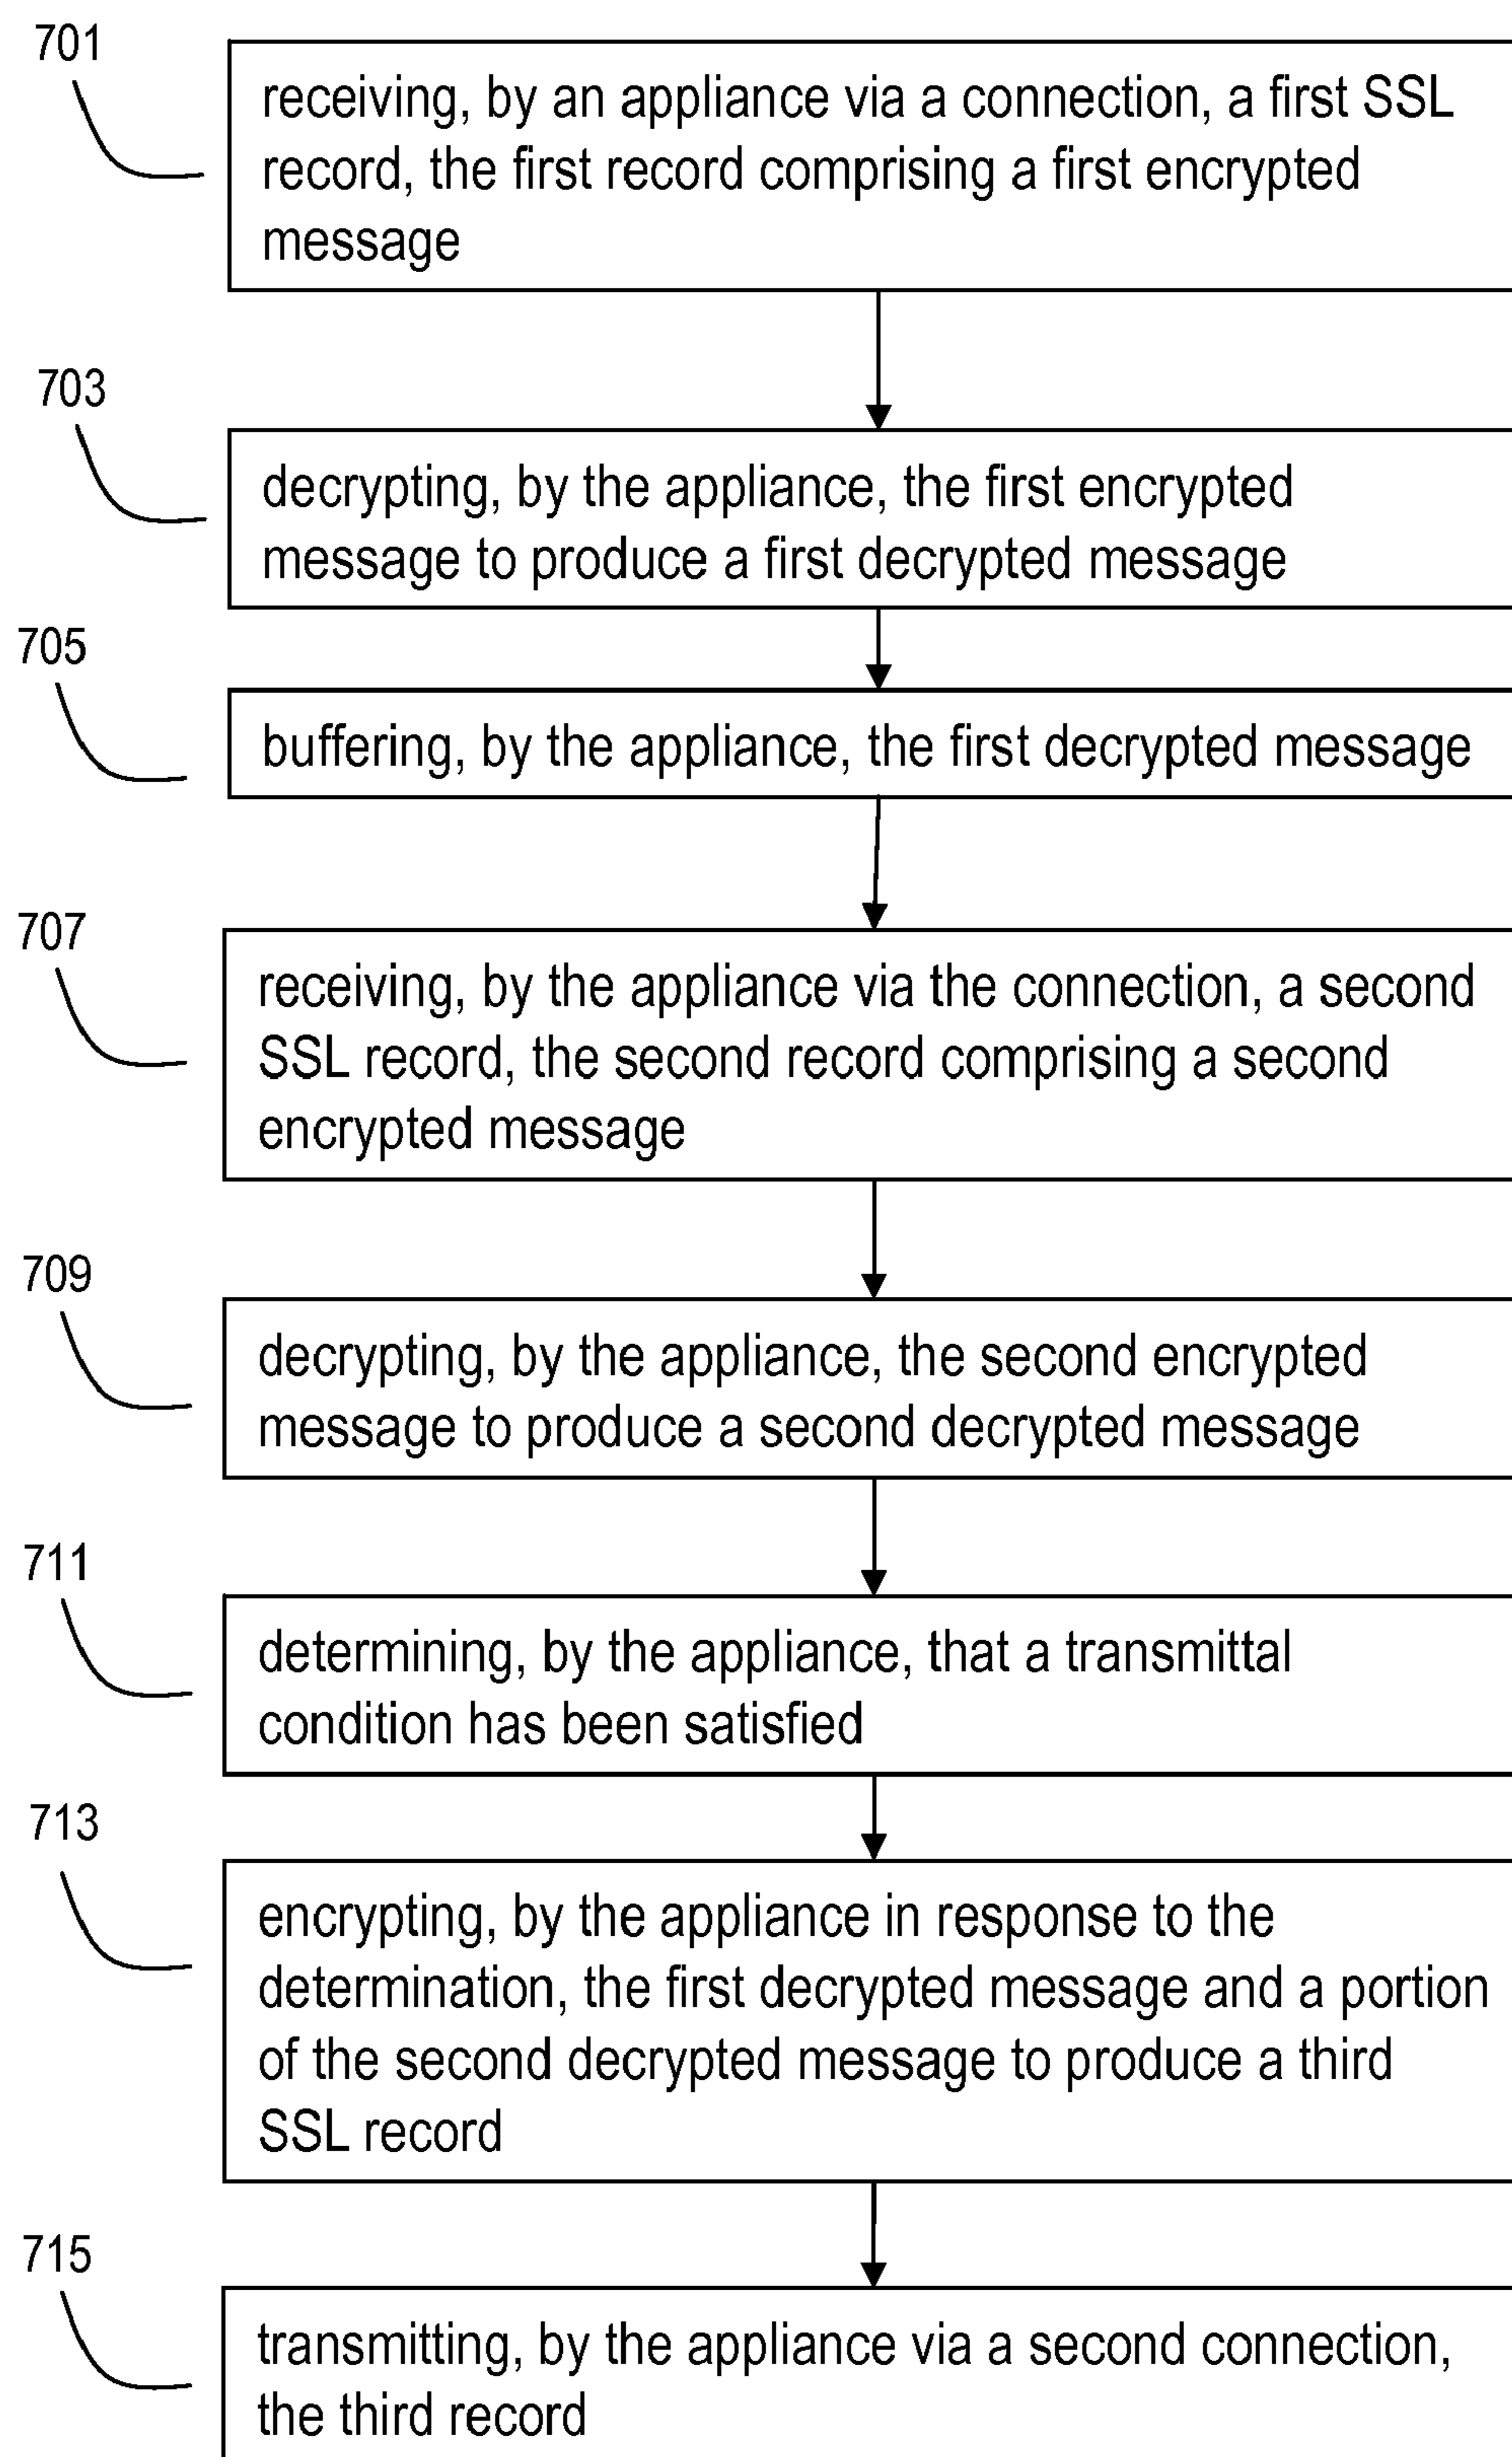 701
receiving, by an appliance via a connection, a first SSL
record, the first record comprising a first encrypted
message
703
decrypting, by the appliance, the first encrypted
message to produce a first decrypted message
705
buffering, by the appliance, the first decrypted message
707
receiving, by the appliance via the connection, a second
SSL record, the second record comprising a second
encrypted message
709
decrypting, by the appliance, the second encrypted
message to produce a second decrypted message
711
determining, by the appliance, that a transmittal
condition has been satisfied
713
encrypting, by the appliance in response to the
determination, the first decrypted message and a portion
of the second decrypted message to produce a third
SSL record
715
transmitting, by the appliance via a second connection,
the third record